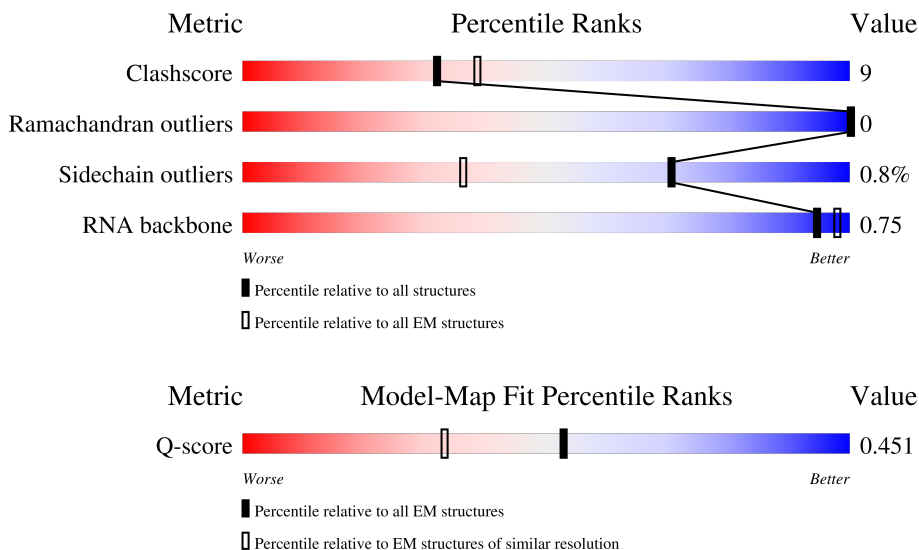 Metric Percentile Ranks Value
Clashscore 9
Ramachandran outliers 0
Sidechain outliers 0.8%
RNA backbone 0.75
Worse Better
Percentile relative to all structures
Percentile relative to all EM structures
Metric Model-Map Fit Percentile Ranks Value
Q-score 0.451
Worse Better
Percentile relative to all EM structures
Percentile relative to EM structures of similar resolution